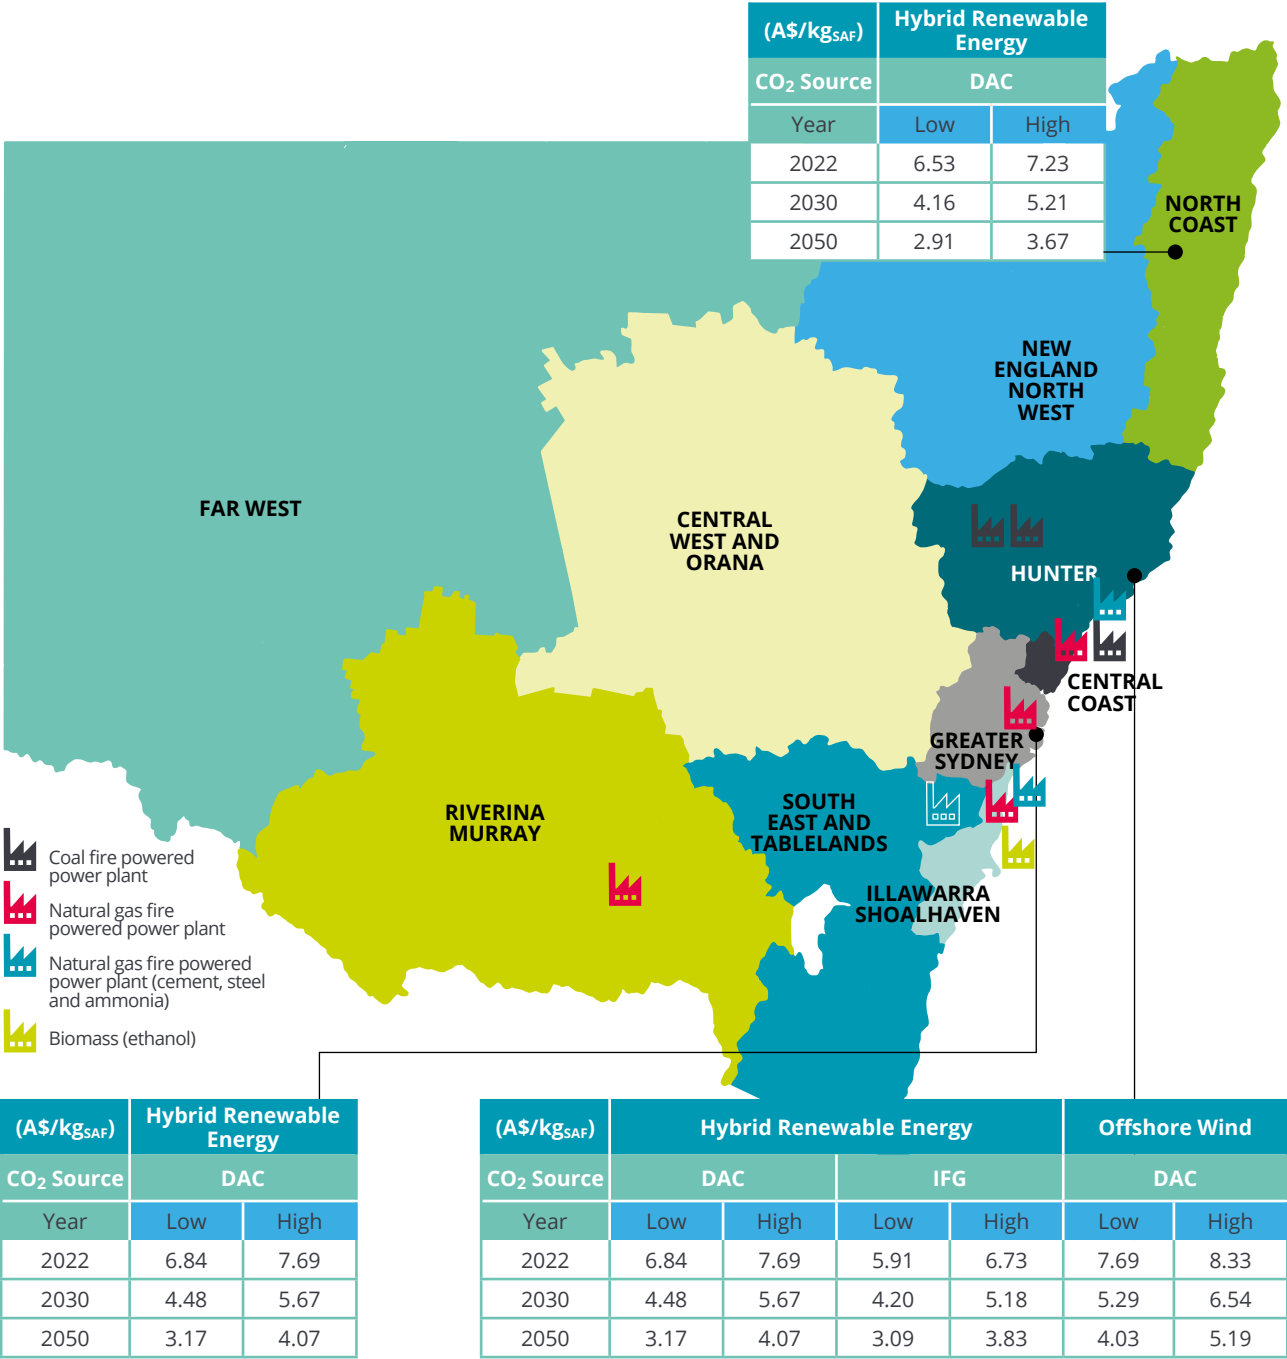 (A$/kgSAF) Hybrid Renewable
Energy
CO2 Source DAC
Year Low High
2022 6.53 7.23
2030 4.16 5.21
2050 2.91 3.67
NORTH
COAST
NEW
ENGLAND
NORTH
WEST
FAR WEST
CENTRAL
WEST AND
ORANA
HUNTER
CENTRAL
COAST
GREATER
SYDNEY
RIVERINA
MURRAY
SOUTH
EAST AND
TABLELANDS
ILLAWARRA
SHOALHAVEN
Coal fire powered
power plant
Natural gas fire
powered power plant
Natural gas fire powered
power plant (cement, steel
and ammonia)
Biomass (ethanol)
(A$/kgSAF) Hybrid Renewable
Energy
CO2 Source DAC
Year Low High
2022 6.84 7.69
2030 4.48 5.67
2050 3.17 4.07
(A$/kgSAF) Hybrid Renewable Energy Offshore Wind
CO2 Source DAC IFG DAC
Year Low High Low High Low High
2022 6.84 7.69 5.91 6.73 7.69 8.33
2030 4.48 5.67 4.20 5.18 5.29 6.54
2050 3.17 4.07 3.09 3.83 4.03 5.19